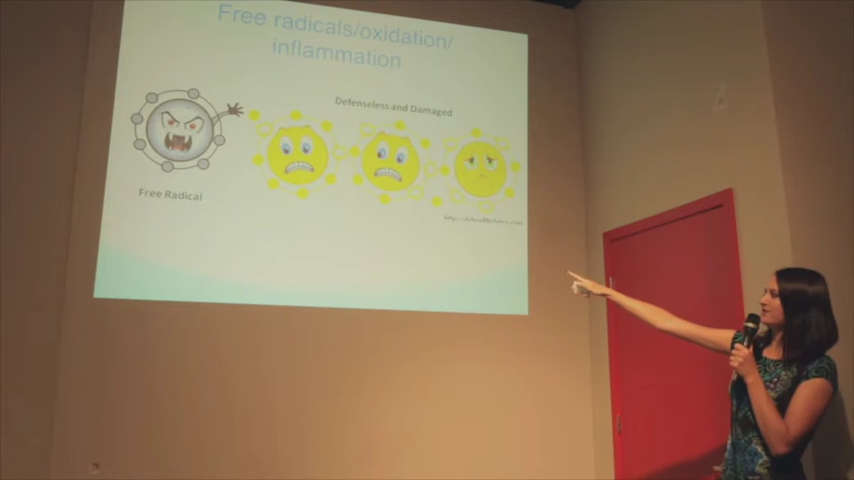 Free radicals/oxidation/
inflammation
Defenseless and Damaged
Free Radical